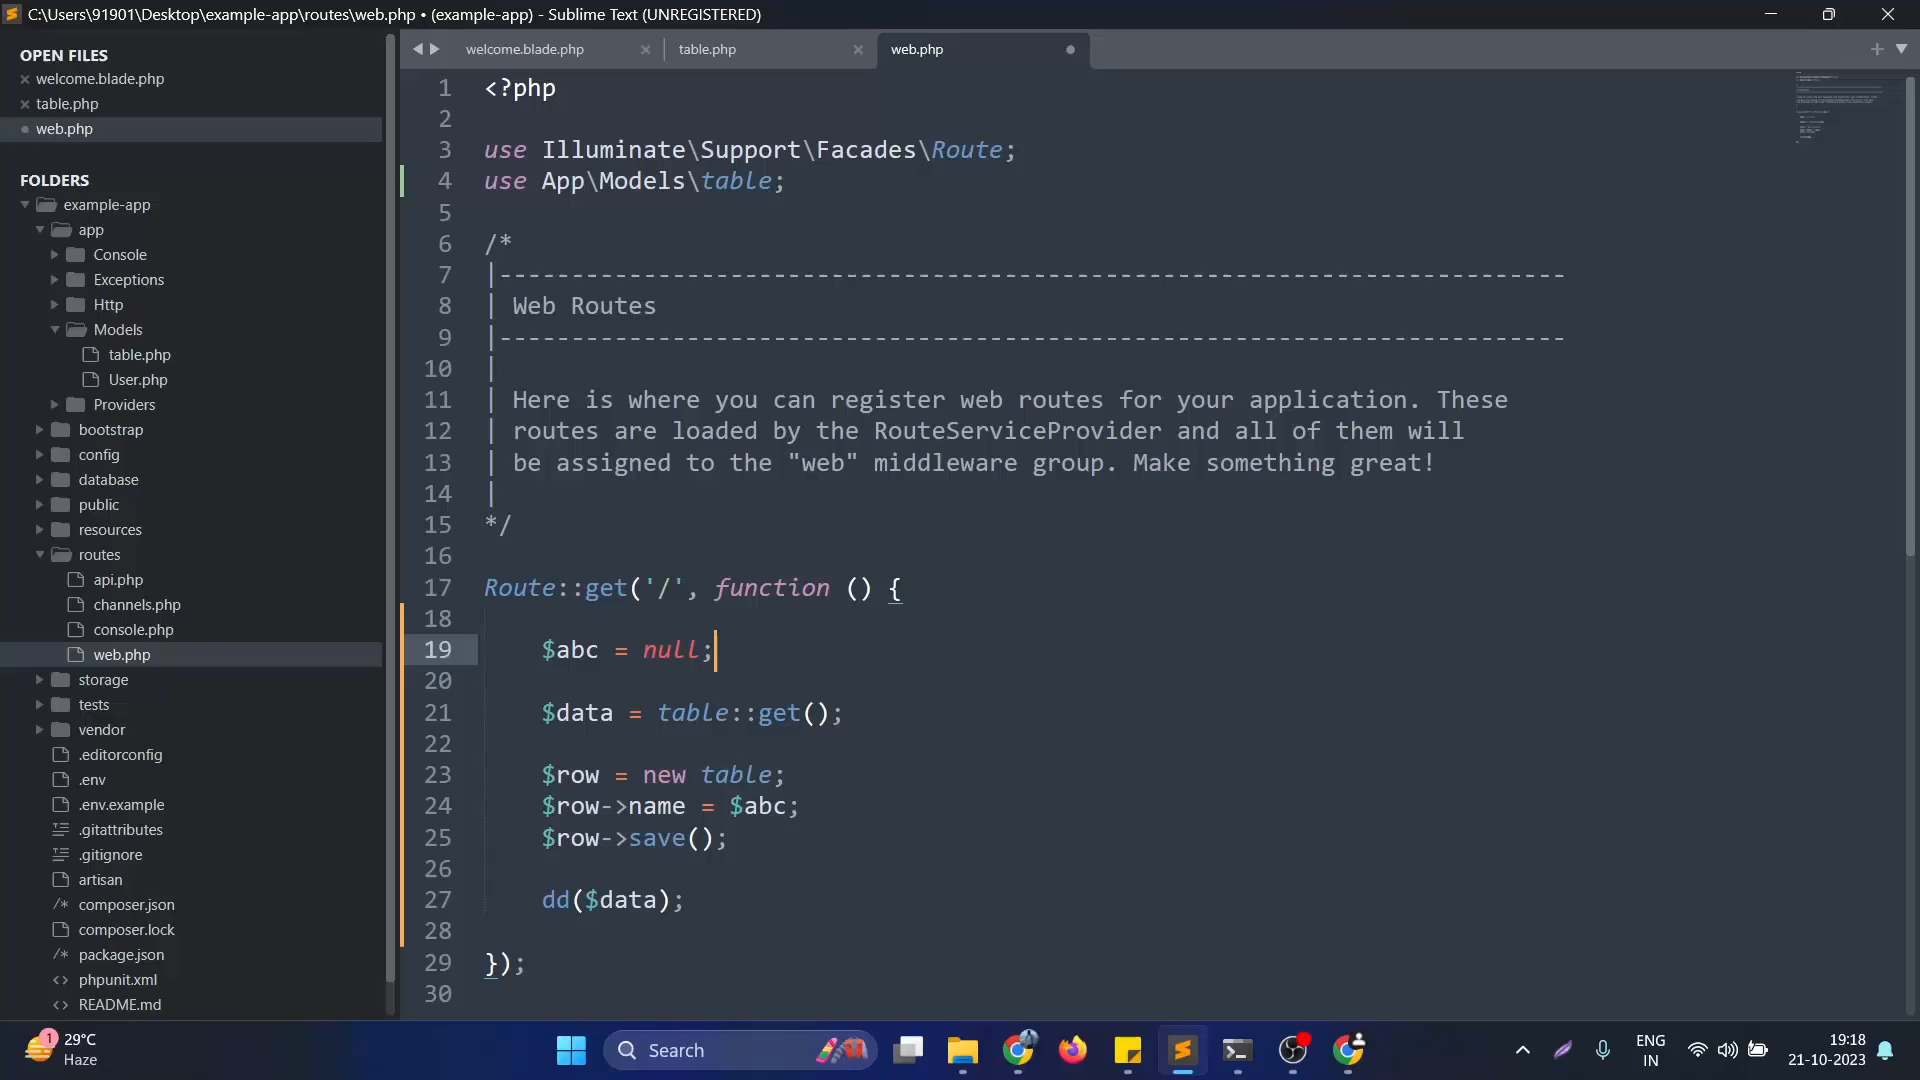 C:\Users\91901\Desktop\example-app\routes\web.php • (example-app) - Sublime Text (UNREGISTERED)
OPEN FILES
welcome.blade.php
table.php
web.php
FOLDERS
example-app
app
Console
Exceptions
Http
Models
table.php
User.php
Providers
bootstrap
config
database
public
resources
routes
api.php
channels.php
console.php
web.php
storage
tests
vendor
.editorconfig
.env
.env.example
.gitattributes
.gitignore
artisan
/* composer.json
composer.lock
/* package.json
<> phpunit.xml
<> README.md
welcome.blade.php
table.php
web.php
1 <?php
2
3 use Illuminate\Support\Facades\Route;
4 use App\Models\table;
5
6 /*
7 |--------------------------------------------------------------------------
8 | Web Routes
9 |--------------------------------------------------------------------------
10 |
11 | Here is where you can register web routes for your application. These
12 | routes are loaded by the RouteServiceProvider and all of them will
13 | be assigned to the "web" middleware group. Make something great!
14 |
15 */
16
17 Route::get('/', function () {
18
19 $abc = null;
20
21 $data = table::get();
22
23 $row = new table;
24 $row->name = $abc;
25 $row->save();
26
27 dd($data);
28
29 });
30
1
29°C
Haze
Search
ENG
IN
19:18
21-10-2023